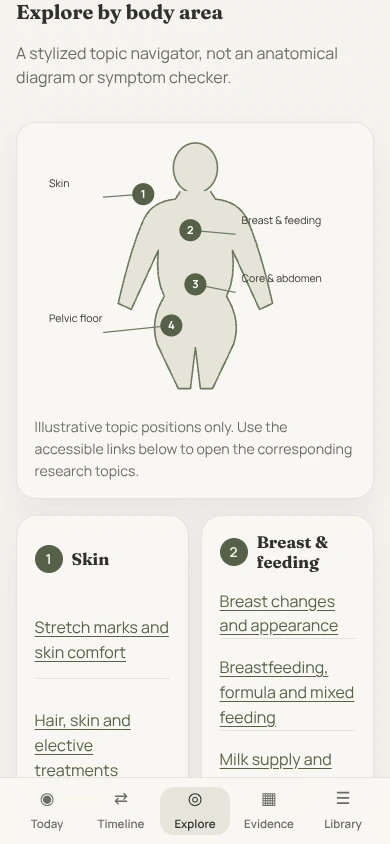 Explore by body area
A stylized topic navigator, not an anatomical
diagram or symptom checker.
Skin
1
2
Breast & feeding
3
Core & abdomen
Pelvic floor
4
Illustrative topic positions only. Use the
accessible links below to open the corresponding
research topics.
1 Skin
Stretch marks and
skin comfort
Hair, skin and
elective
treatments
2 Breast &
feeding
Breast changes
and appearance
Breastfeeding,
formula and mixed
feeding
Milk supply and
Today
Timeline
Explore
Evidence
Library